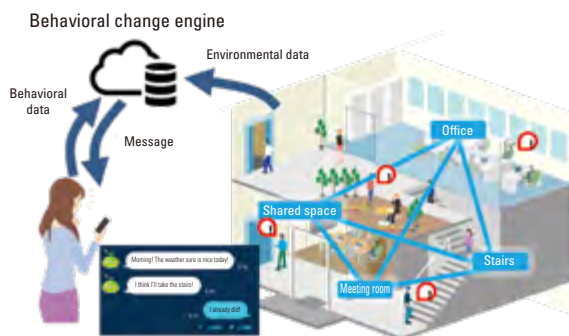 Behavioral change engine
Environmental data
Behavioral
data
Message
Office
Shared space
Stairs
Meeting room
Morning! The weather sure is nice today!
I think I'll take the stairs!
I already did!